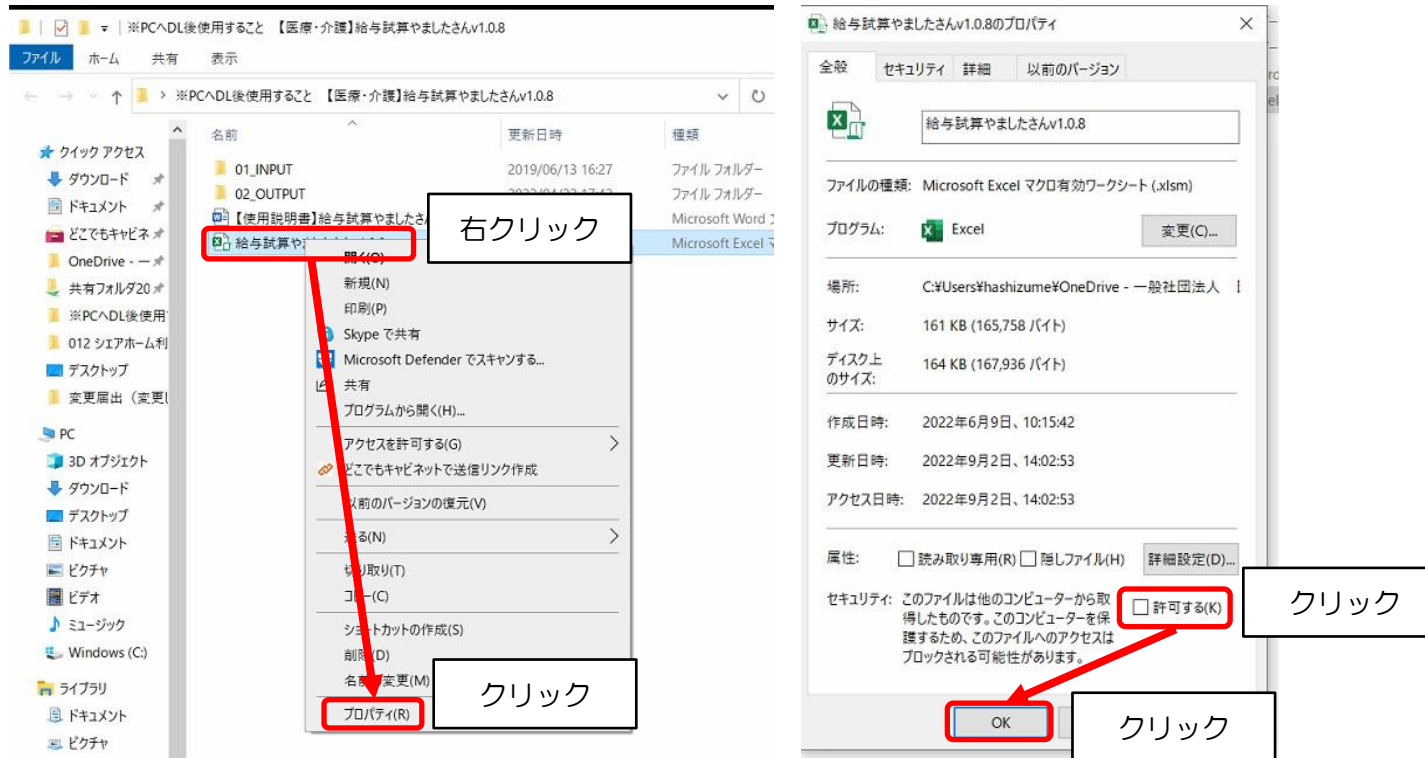 ※PCへDL後使用すること 【医療・介護】給与試算やましたさんv1.0.8
ファイル ホーム 共有 表示
※PCへDL後使用すること 【医療・介護】給与試算やましたさんv1.0.8
名前 更新日時 種類
クイック アクセス
ダウンロード
ドキュメント
どこでもキャビネ
OneDrive - 一
共有フォルダ20
※PCへDL後使用
012 シェアホーム利
デスクトップ
変更届出（変更
PC
3D オブジェクト
ダウンロード
デスクトップ
ドキュメント
ピクチャ
ビデオ
ミュージック
Windows (C:)
ライブラリ
ドキュメント
ピクチャ
01_INPUT 2019/06/13 16:27 ファイル フォルダー
02_OUTPUT ファイル フォルダー
【使用説明書】給与試算やましたさ Microsoft Word
給与試算や Microsoft Excel
右クリック
開く(O)
新規(N)
印刷(P)
Skype で共有
Microsoft Defender でスキャンする...
共有
プログラムから開く(H)...
アクセスを許可する(G)
どこでもキャビネットで送信リンク作成
以前のバージョンの復元(V)
送る(N)
切り取り(T)
コピー(C)
ショートカットの作成(S)
削除(D)
名前の変更(M)
プロパティ(R)
クリック
給与試算やましたさんv1.0.8のプロパティ
全般 セキュリティ 詳細 以前のバージョン
給与試算やましたさんv1.0.8
ファイルの種類: Microsoft Excel マクロ有効ワークシート (.xlsm)
プログラム: Excel 変更(C)...
場所: C:¥Users¥hashizume¥OneDrive - 一般社団法人
サイズ: 161 KB (165,758 バイト)
ディスク上
のサイズ: 164 KB (167,936 バイト)
作成日時: 2022年6月9日、10:15:42
更新日時: 2022年9月2日、14:02:53
アクセス日時: 2022年9月2日、14:02:53
属性: 読み取り専用(R) 隠しファイル(H) 詳細設定(D)...
セキュリティ: このファイルは他のコンピューターから取
得したものです。このコンピューターを保
護するため、このファイルへのアクセスは
ブロックされる可能性があります。
許可する(K)
クリック
OK
クリック